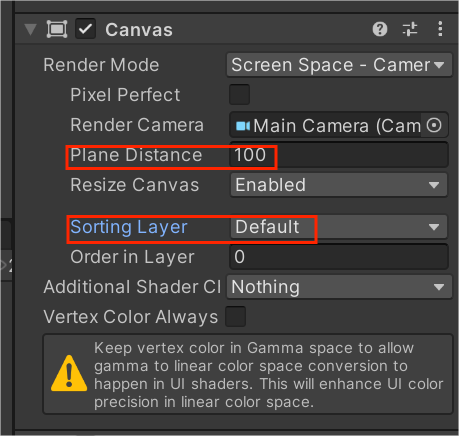 Canvas
Render Mode Screen Space - Camer
Pixel Perfect
Render Camera Main Camera (Cam
Plane Distance 100
Resize Canvas Enabled
Sorting Layer Default
Order in Layer 0
Additional Shader Cl Nothing
Vertex Color Always
Keep vertex color in Gamma space to allow
gamma to linear color space conversion to
happen in UI shaders. This will enhance UI color
precision in linear color space.